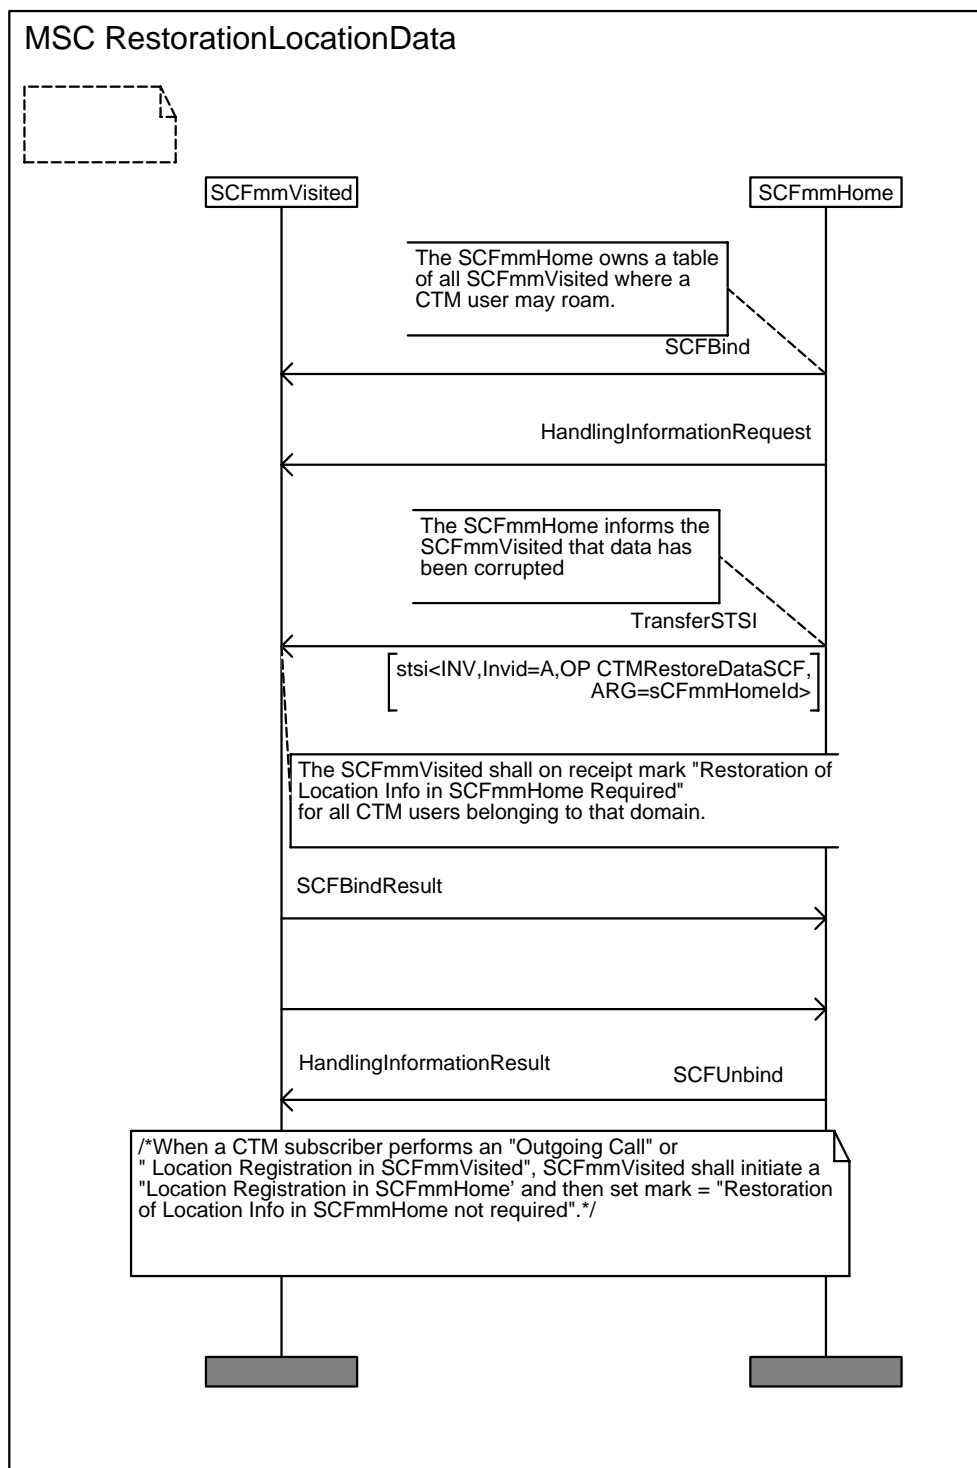 MSC RestorationLocationData
SCFmmVisited
SCFmmHome
The SCFmmHome owns a table
of all SCFmmVisited where a
CTM user may roam.
SCFBind
HandlingInformationRequest
The SCFmmHome informs the
SCFmmVisited that data has
been corrupted
TransferSTSI
stsi<INV,Invid=A,OP CTMRestoreDataSCF,
ARG=sCFmmHomeId>
The SCFmmVisited shall on receipt mark "Restoration of
Location Info in SCFmmHome Required"
for all CTM users belonging to that domain.
SCFBindResult
HandlingInformationResult
SCFUnbind
/*When a CTM subscriber performs an "Outgoing Call" or
" Location Registration in SCFmmVisited", SCFmmVisited shall initiate a
"Location Registration in SCFmmHome’ and then set mark = "Restoration
of Location Info in SCFmmHome not required".*/